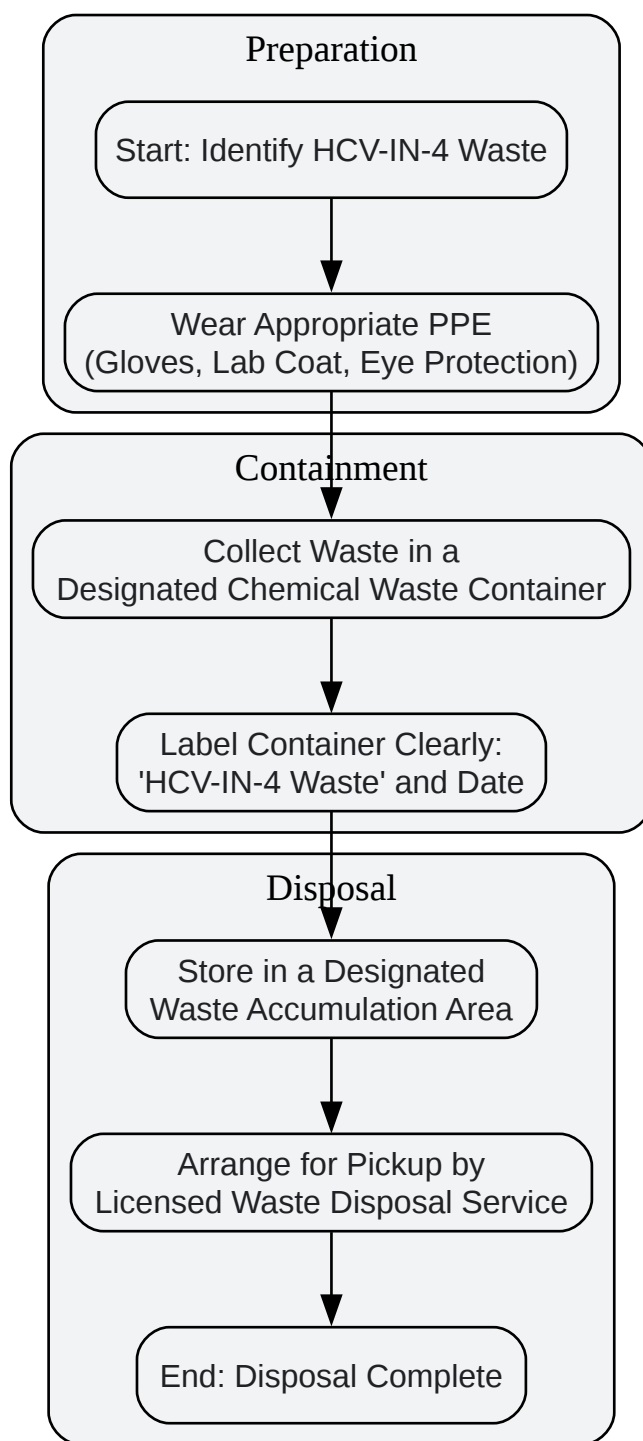 Preparation
Start: Identify HCV-IN-4 Waste
Wear Appropriate PPE
(Gloves, Lab Coat, Eye Protection)
Containment
Collect Waste in a
Designated Chemical Waste Container
Label Container Clearly:
'HCV-IN-4 Waste' and Date
Disposal
Store in a Designated
Waste Accumulation Area
Arrange for Pickup by
Licensed Waste Disposal Service
End: Disposal Complete